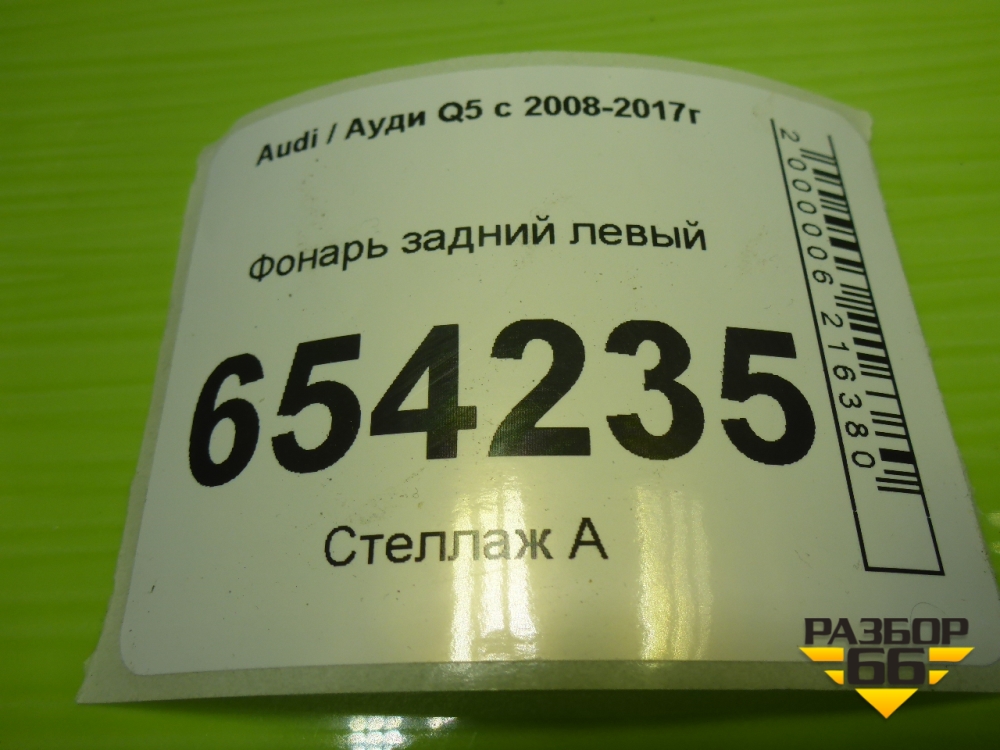 Audi / Ауди Q5 с 2008-2017г
Фонарь задний левый
654235
Стеллаж А
2000006216380
РАЗБОР
66